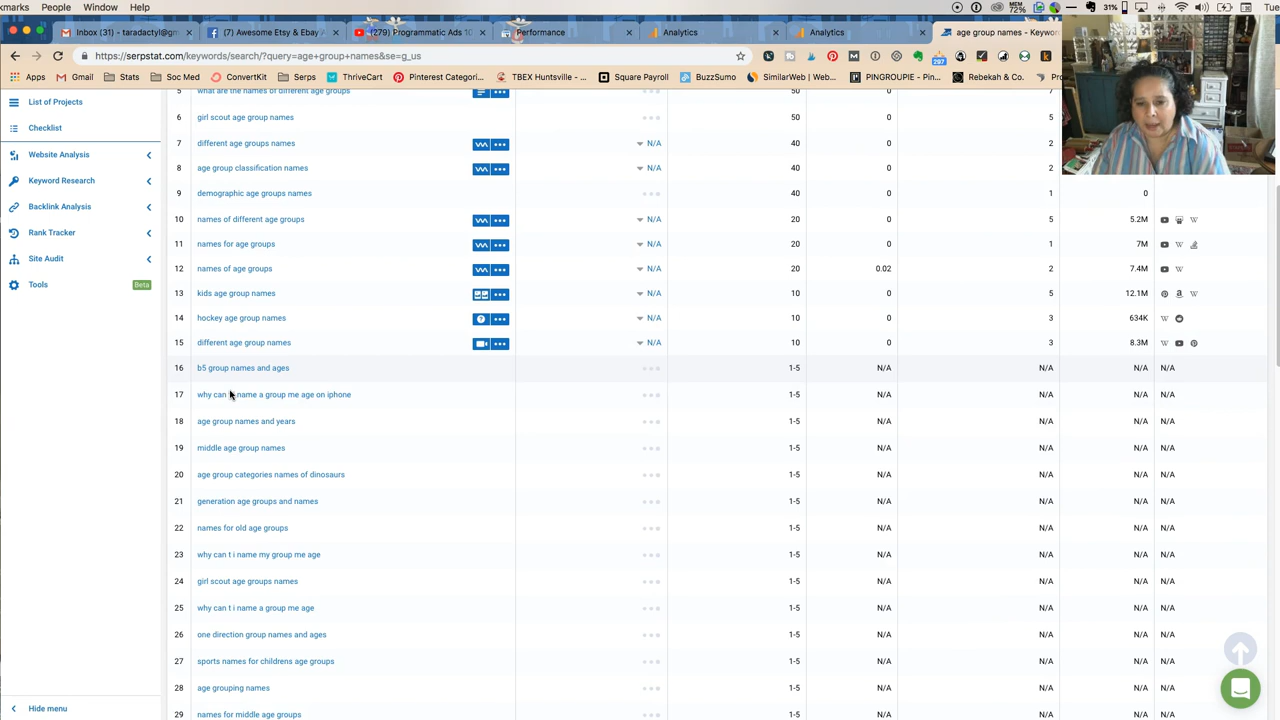 kmarks People Window Help MEM 72% 31% Tue
Inbox (31) - taradactyl@gm × (7) Awesome Etsy & Ebay × (279) Programmatic Ads 10 × Performance × Analytics × Analytics × age group names - Keywo
https://serpstat.com/keywords/search/?query=age+group+names&se=g_us 297
Apps Gmail Stats Soc Med ConvertKit Serps ThriveCart Pinterest Categori... TBEX Huntsville - ... Square Payroll BuzzSumo SimliarWeb | Web... PINGROUPIE - Pin... Rebekah & Co.
List of Projects
Checklist
Website Analysis
Keyword Research
Backlink Analysis
Rank Tracker
Site Audit
Tools Beta
Hide menu
5 what are the names of different age groups 50 0 7
6 girl scout age group names 50 0 5
7 different age groups names N/A 40 0 2
8 age group classification names N/A 40 0 2
9 demographic age groups names 40 0 1 0
10 names of different age groups N/A 20 0 5 5.2M
11 names for age groups N/A 20 0 1 7M
12 names of age groups N/A 20 0.02 2 7.4M
13 kids age group names N/A 10 0 5 12.1M
14 hockey age group names N/A 10 0 3 634K
15 different age group names N/A 10 0 3 8.3M
16 b5 group names and ages 1-5 N/A N/A N/A N/A
17 why can name a group me age on iphone 1-5 N/A N/A N/A N/A
18 age group names and years 1-5 N/A N/A N/A N/A
19 middle age group names 1-5 N/A N/A N/A N/A
20 age group categories names of dinosaurs 1-5 N/A N/A N/A N/A
21 generation age groups and names 1-5 N/A N/A N/A N/A
22 names for old age groups 1-5 N/A N/A N/A N/A
23 why can t i name my group me age 1-5 N/A N/A N/A N/A
24 girl scout age groups names 1-5 N/A N/A N/A N/A
25 why can t i name a group me age 1-5 N/A N/A N/A N/A
26 one direction group names and ages 1-5 N/A N/A N/A N/A
27 sports names for childrens age groups 1-5 N/A N/A N/A N/A
28 age grouping names 1-5 N/A N/A N/A N/A
29 names for middle age groups 1-5 N/A N/A N/A N/A